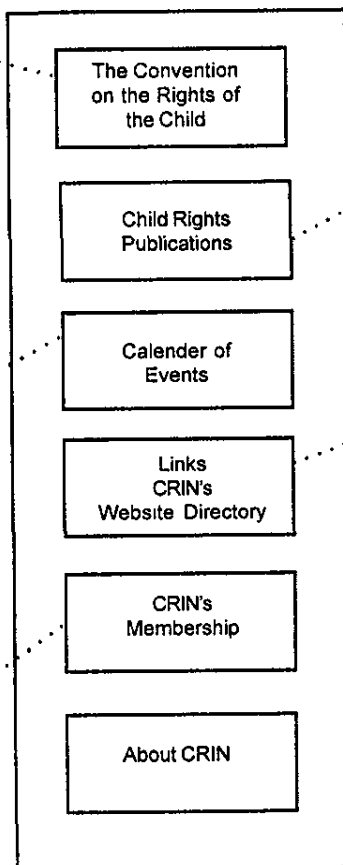 The Convention
on the Rights of
the Child
Child Rights
Publications
Calender of
Events
Links
CRIN's
Website Directory
CRIN's
Membership
About CRIN